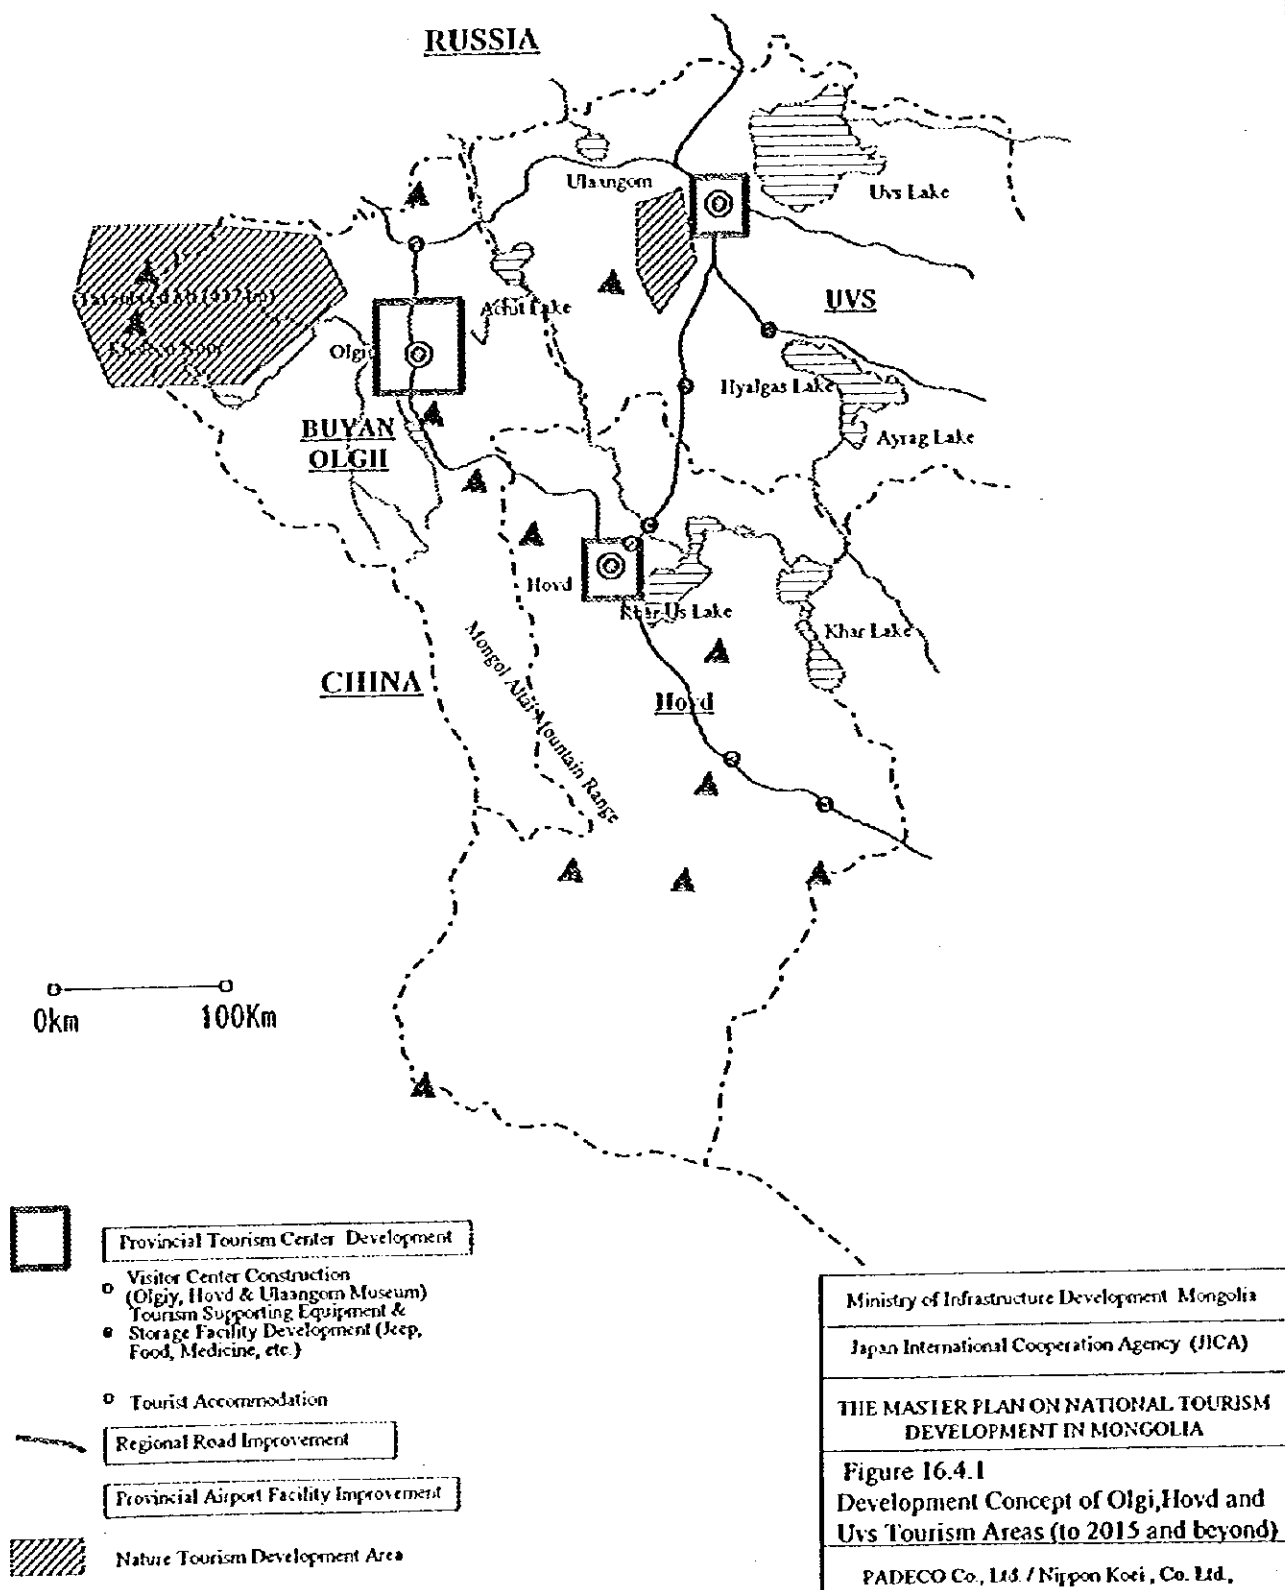 RUSSIA
Ulaangom
Uvs Lake
UVS
Achit Lake
Olgiy
Hyalgas Lake
Ayrag Lake
BUYAN
OLGII
Hovd
Khar-Us Lake
Khar Lake
CHINA
Mongol Altai Mountain Range
Hovd
0km
100Km
Provincial Tourism Center Development
Visitor Center Construction
(Olgiy, Hovd & Ulaangom Museum)
Tourism Supporting Equipment &
Storage Facility Development (Jeep,
Food, Medicine, etc.)
Tourist Accommodation
Regional Road Improvement
Provincial Airport Facility Improvement
Nature Tourism Development Area
Ministry of Infrastructure Development Mongolia
Japan International Cooperation Agency (JICA)
THE MASTER PLAN ON NATIONAL TOURISM
DEVELOPMENT IN MONGOLIA
Figure 16.4.1
Development Concept of Olgi,Hovd and
Uvs Tourism Areas (to 2015 and beyond)
PADECO Co., Ltd. / Nippon Koei , Co. Ltd.,